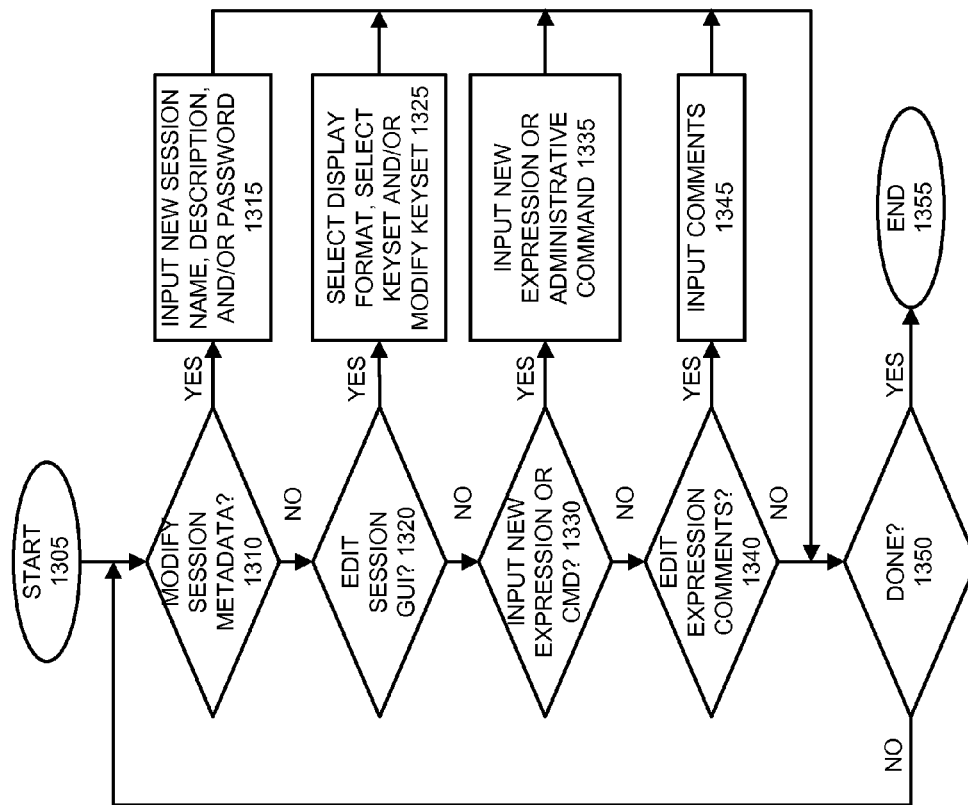 START
1305
MODIFY
SESSION
METADATA?
1310
YES
INPUT NEW SESSION
NAME, DESCRIPTION,
AND/OR PASSWORD
1315
NO
EDIT
SESSION
GUI? 1320
YES
SELECT DISPLAY
FORMAT, SELECT
KEYSET AND/OR
MODIFY KEYSET 1325
NO
INPUT NEW
EXPRESSION OR
CMD? 1330
YES
INPUT NEW
EXPRESSION OR
ADMINISTRATIVE
COMMAND 1335
NO
EDIT
EXPRESSION
COMMENTS?
1340
YES
INPUT COMMENTS
1345
NO
DONE?
1350
YES
END
1355
NO